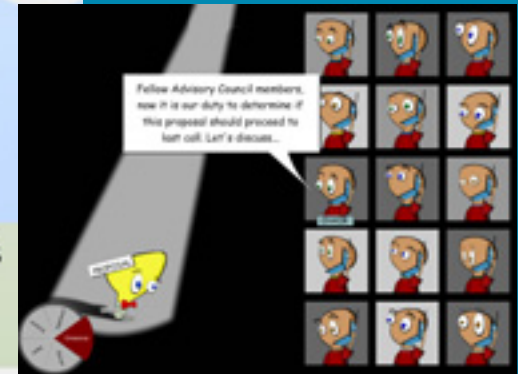 Fellow Advisory Council members,
now it is our duty to determine if
this proposal should proceed to
last call. Let's discuss...